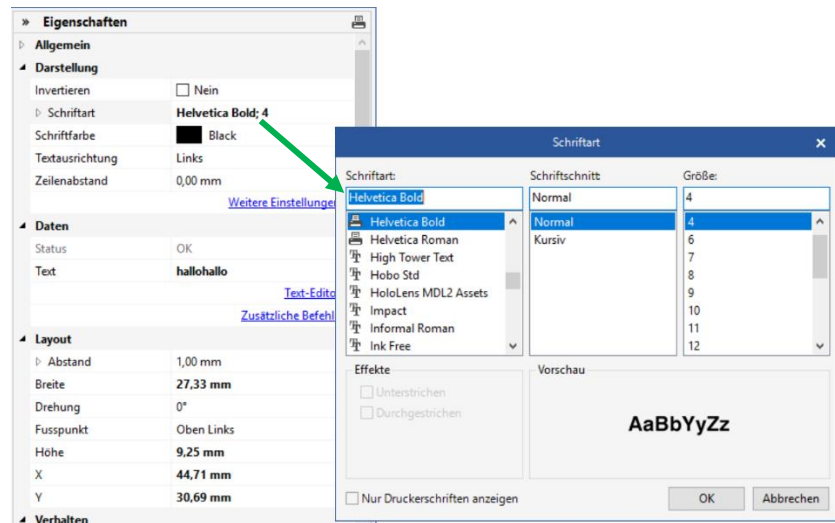 » Eigenschaften
Allgemein
Darstellung
Invertieren Nein
Schriftart Helvetica Bold; 4
Schriftfarbe Black
Textausrichtung Links
Zeilenabstand 0,00 mm
Weitere Einstellungen
Daten
Status OK
Text hallohallo
Text-Edito
Zusätzliche Befehl
Layout
Abstand 1,00 mm
Breite 27,33 mm
Drehung 0°
Fusspunkt Oben Links
Höhe 9,25 mm
X 44,71 mm
Y 30,69 mm
Verhalten
Schriftart
Schriftart: Schriftschnitt Größe:
Helvetica Bold Normal 4
Helvetica Bold Normal 4
Helvetica Roman Kursiv 6
High Tower Text 7
Hobo Std 8
HoloLens MDL2 Assets 9
Impact 10
Informal Roman 11
Ink Free 12
Effekte Vorschau
Unterstrichen
Durchgestrichen
AaBbYyZz
Nur Druckerschriften anzeigen OK Abbrechen